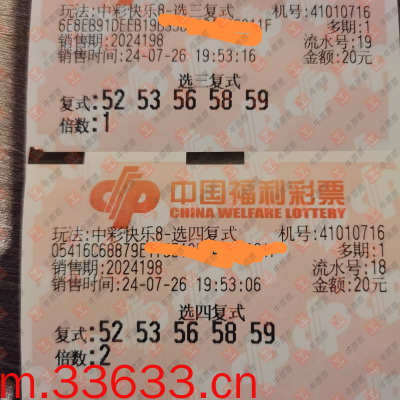 玩法:中彩快乐8-选三复式 机号:41010716
多期:1
销售期:2024198 流水号:19
销售时间:24-07-26 19:53:16 金额:20元
选三复式
复式:52 53 56 58 59
倍数:1
中国福利彩票
CHINA WELFARE LOTTERY
玩法:中彩快乐8-选四复式 机号:41010716
多期:1
销售期:2024198 流水号:18
销售时间:24-07-26 19:53:06 金额:20元
选四复式
复式:52 53 56 58 59
倍数:2
m.33633.cn